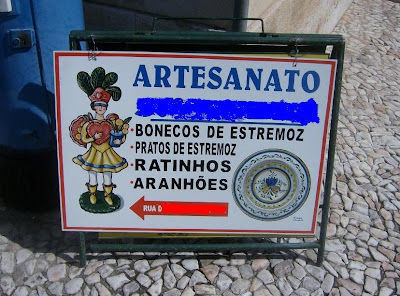 ARTESANATO
• BONECOS DE ESTREMOZ
• PRATOS DE ESTREMOZ
• RATINHOS
• ARANHÕES
RUA D